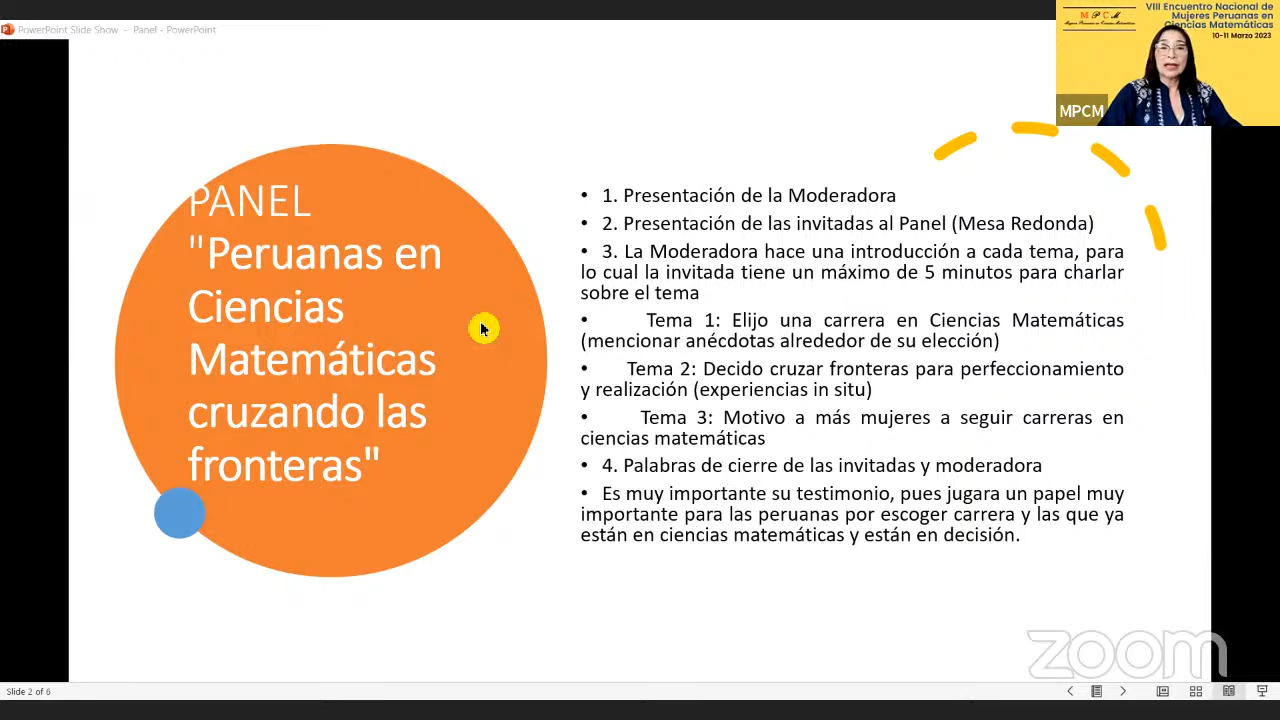 PowerPoint Slide Show - Panel - PowerPoint
M P C M
VIII Encuentro Nacional de
Mujeres Peruanas en
Ciencias Matemáticas
10-11 Marzo 2023
MPCM
PANEL
"Peruanas en
Ciencias
Matemáticas
cruzando las
fronteras"
• 1. Presentación de la Moderadora
• 2. Presentación de las invitadas al Panel (Mesa Redonda)
• 3. La Moderadora hace una introducción a cada tema, para
lo cual la invitada tiene un máximo de 5 minutos para charlar
sobre el tema
• Tema 1: Elijo una carrera en Ciencias Matemáticas
(mencionar anécdotas alrededor de su elección)
• Tema 2: Decido cruzar fronteras para perfeccionamiento
y realización (experiencias in situ)
• Tema 3: Motivo a más mujeres a seguir carreras en
ciencias matemáticas
• 4. Palabras de cierre de las invitadas y moderadora
• Es muy importante su testimonio, pues jugara un papel muy
importante para las peruanas por escoger carrera y las que ya
están en ciencias matemáticas y están en decisión.
zoom
Slide 2 of 6